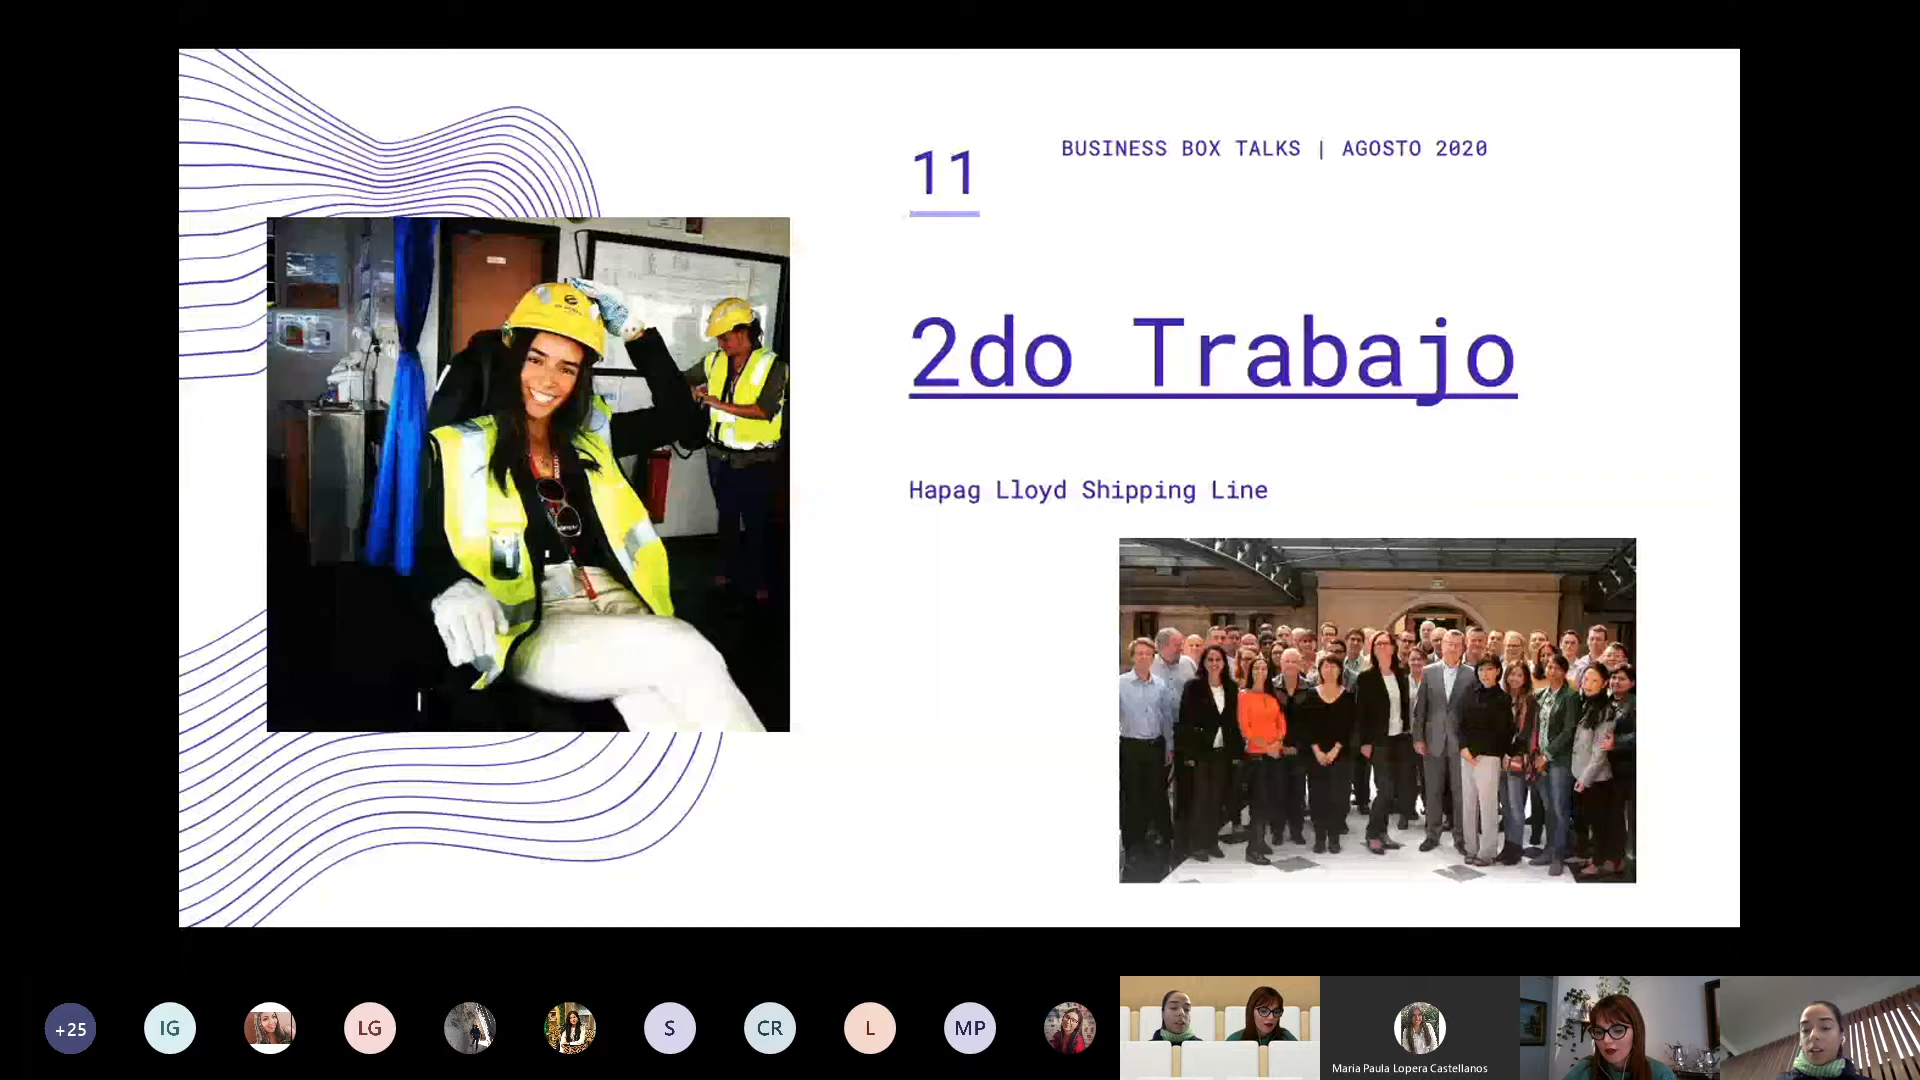 11
BUSINESS BOX TALKS | AGOSTO 2020
2do Trabajo
Hapag Lloyd Shipping Line
+25
IG
LG
S
CR
L
MP
Maria Paula Lopera Castellanos